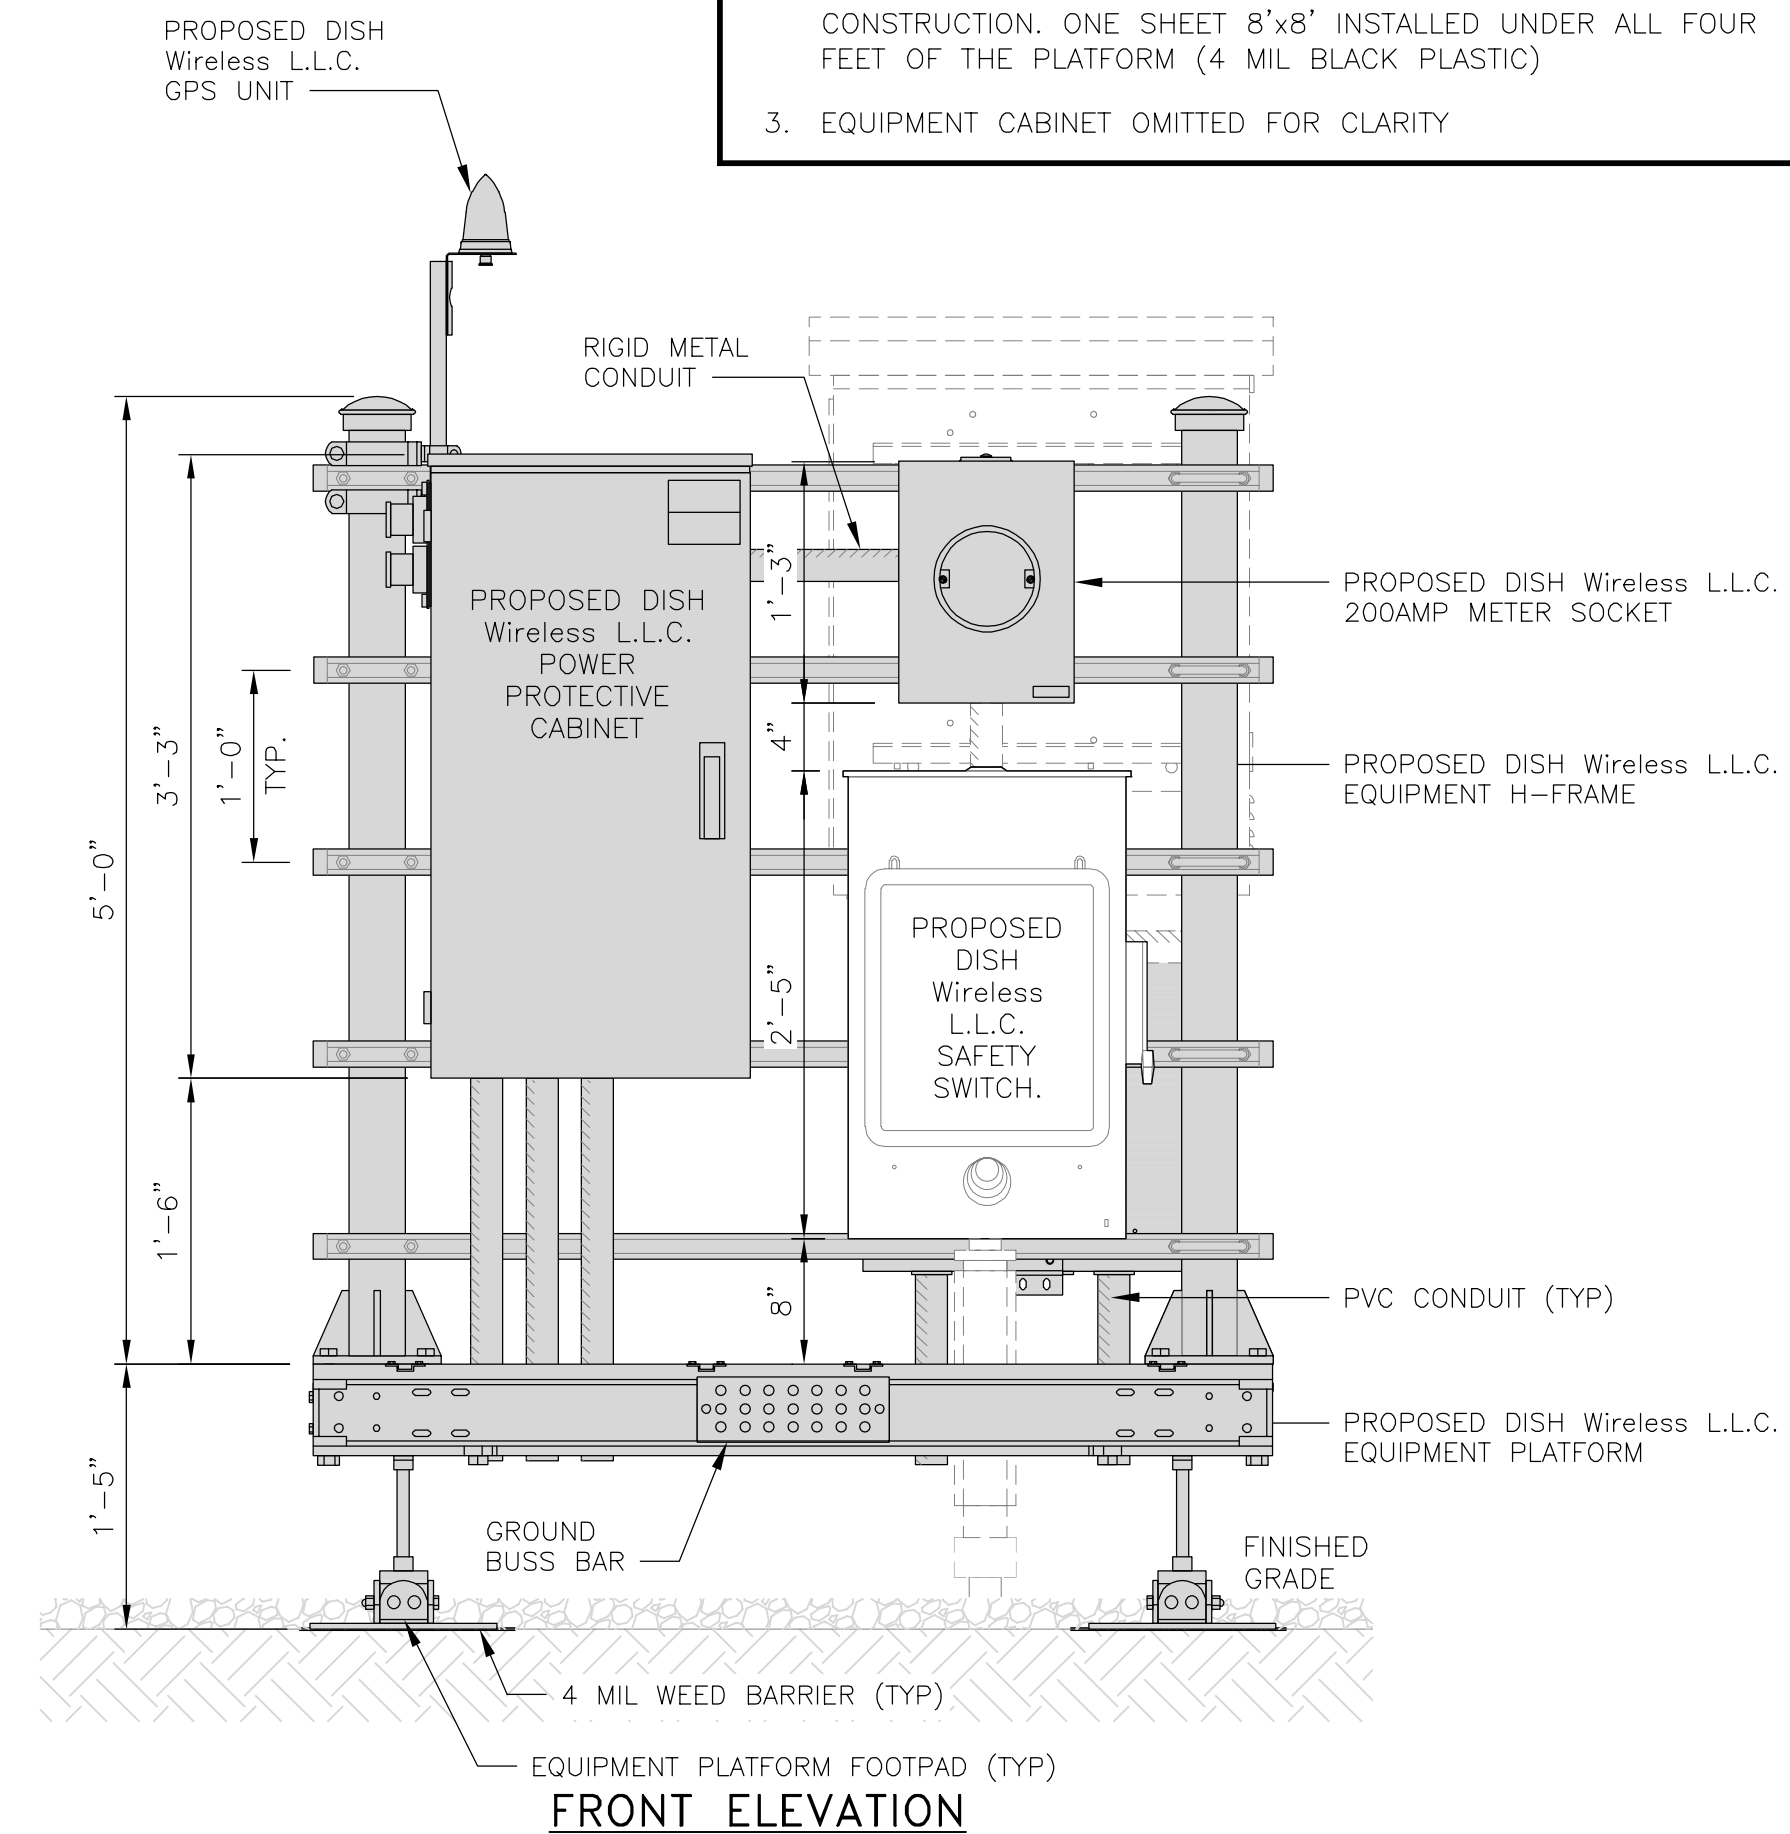 CONSTRUCTION. ONE SHEET 8'x8' INSTALLED UNDER ALL FOUR
FEET OF THE PLATFORM (4 MIL BLACK PLASTIC)
3. EQUIPMENT CABINET OMITTED FOR CLARITY
PROPOSED DISH
Wireless L.L.C.
GPS UNIT
RIGID METAL
CONDUIT
PROPOSED DISH
Wireless L.L.C.
POWER
PROTECTIVE
CABINET
PROPOSED DISH Wireless L.L.C.
200AMP METER SOCKET
PROPOSED DISH Wireless L.L.C.
EQUIPMENT H-FRAME
5'-0"
3'-3"
1'-0"
TYP.
1'-3"
4"
2'-5"
PROPOSED
DISH
Wireless
L.L.C.
SAFETY
SWITCH.
1'-6"
8"
PVC CONDUIT (TYP)
PROPOSED DISH Wireless L.L.C.
EQUIPMENT PLATFORM
1'-5"
GROUND
BUSS BAR
FINISHED
GRADE
4 MIL WEED BARRIER (TYP)
EQUIPMENT PLATFORM FOOTPAD (TYP)
FRONT ELEVATION